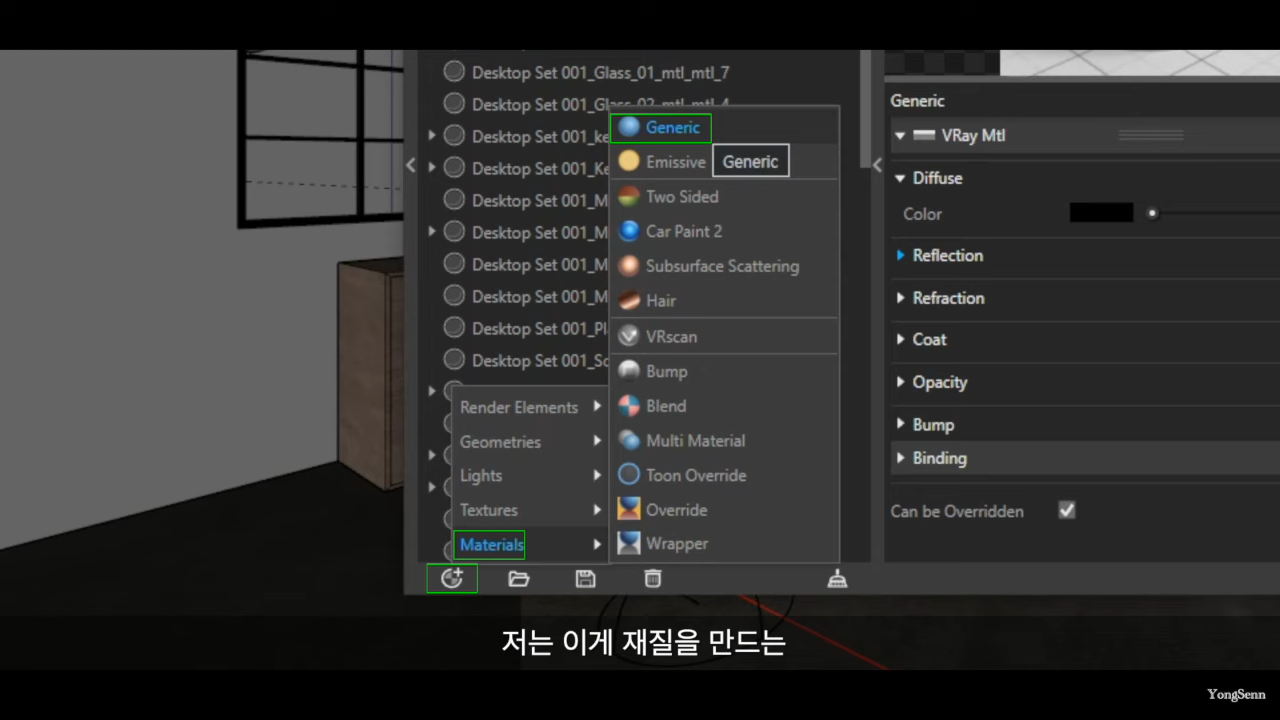 Desktop Set 001_Glass_01_mtl_mtl_7
Desktop Set 001_Glass_02_mtl_mtl_4
Desktop Set 001_ke
Desktop Set 001_Ke
Desktop Set 001_M
Desktop Set 001_M
Desktop Set 001_M
Desktop Set 001_M
Desktop Set 001_Pl
Desktop Set 001_Sc
Generic
Emissive
Generic
Two Sided
Car Paint 2
Subsurface Scattering
Hair
VRscan
Bump
Blend
Multi Material
Toon Override
Override
Wrapper
Render Elements
Geometries
Lights
Textures
Materials
Generic
VRay Mtl
Diffuse
Color
Reflection
Refraction
Coat
Opacity
Bump
Binding
Can be Overridden
저는 이게 재질을 만드는
YongSenn